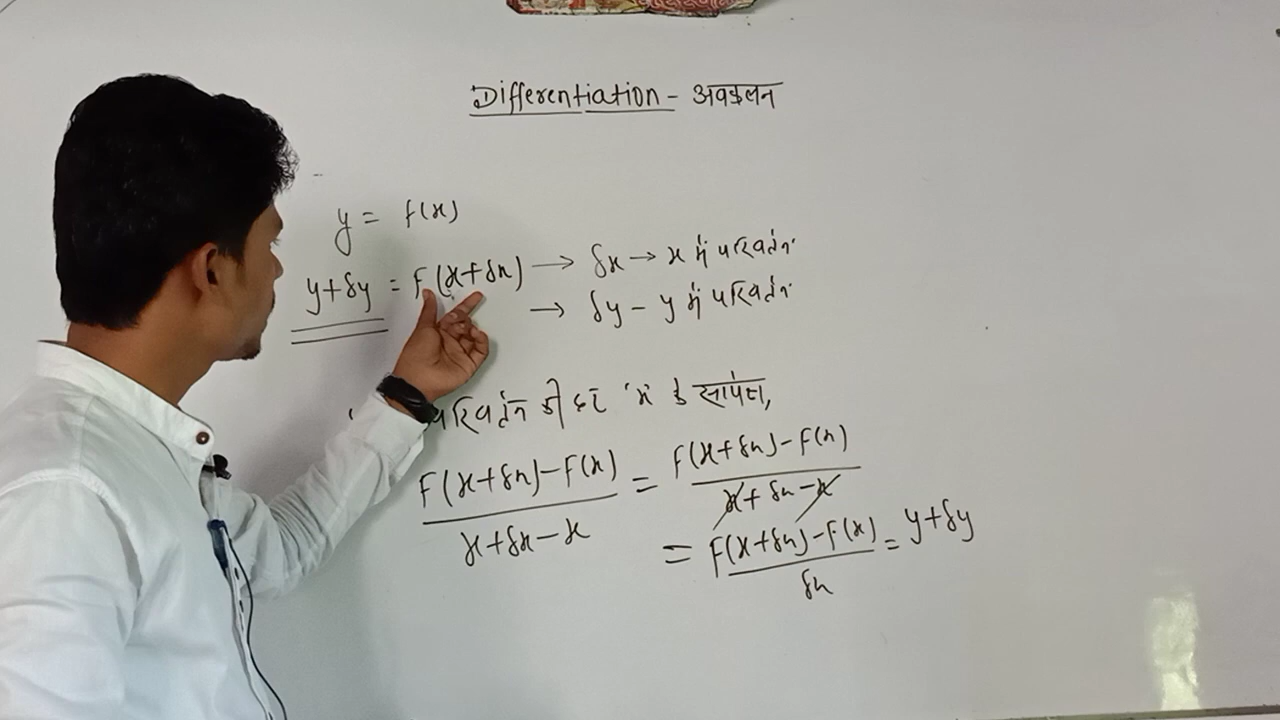 Differentiation - अवकलन
y = f(x)
y+δy = F(x+δx) → δx → x में परिवर्तन
→ δy - y में परिवर्तन
परिवर्तन की दर 'x' के सापेक्ष,
F(x+δx)-F(x) / x+δx-x = F(x+δx)-F(x) / x+δx-x
= F(x+δx)-F(x) / δx = y+δy